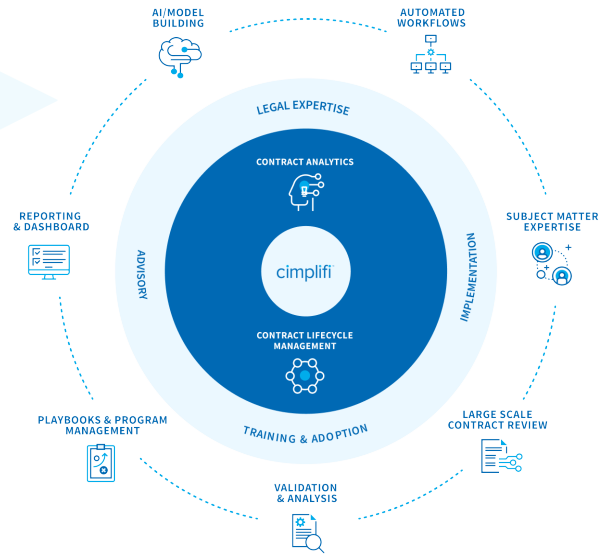 AI/MODEL
BUILDING
AUTOMATED
WORKFLOWS
LEGAL EXPERTISE
CONTRACT ANALYTICS
REPORTING
& DASHBOARD
SUBJECT MATTER
EXPERTISE
ADVISORY
cimplifi
IMPLEMENTATION
CONTRACT LIFECYCLE
MANAGEMENT
PLAYBOOKS & PROGRAM
MANAGEMENT
LARGE SCALE
CONTRACT REVIEW
TRAINING & ADOPTION
VALIDATION
& ANALYSIS